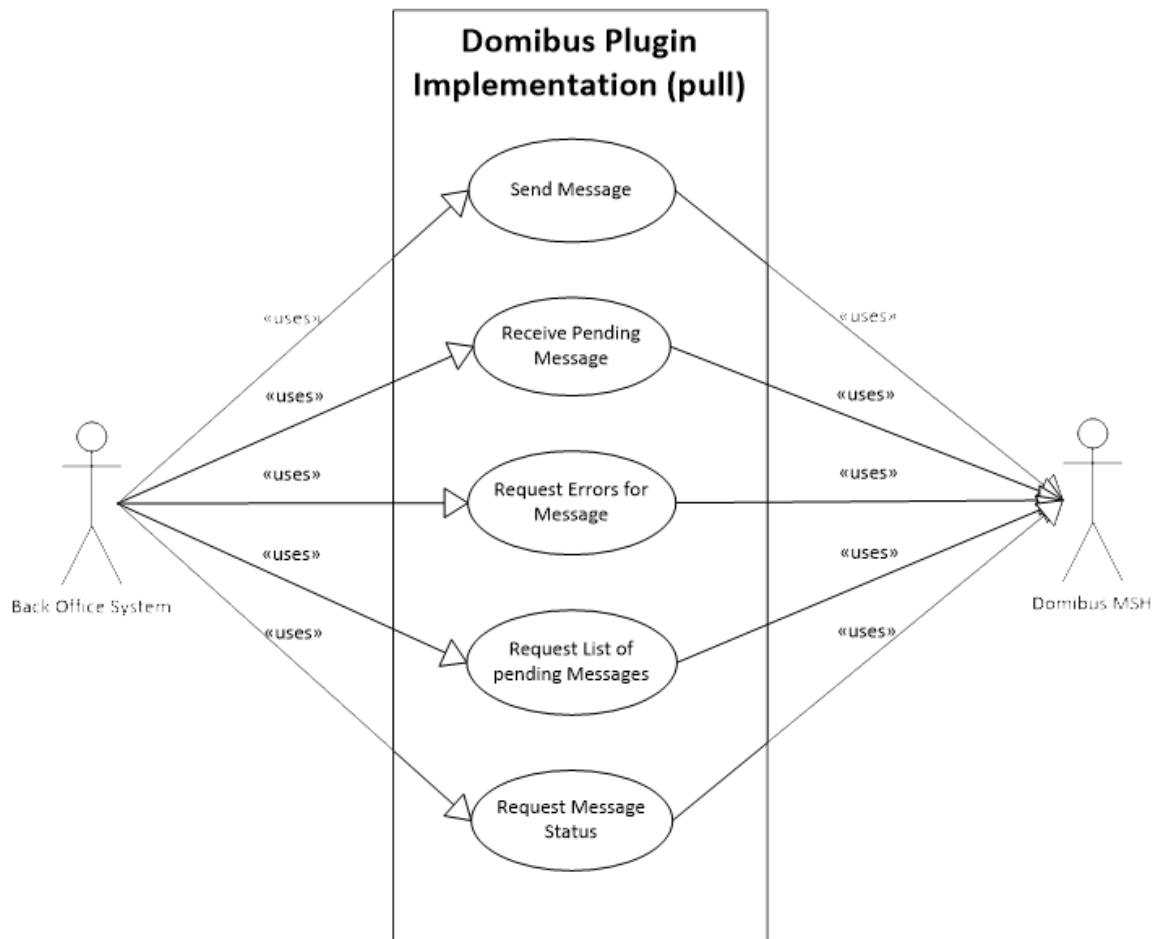 Domibus Plugin
Implementation (pull)
Send Message
«uses»
«uses»
Receive Pending
Message
«uses»
«uses»
Request Errors for
Message
«uses»
«uses»
Back Office System
Domibus MSH
«uses»
«uses»
Request List of
pending Messages
«uses»
«uses»
Request Message
Status